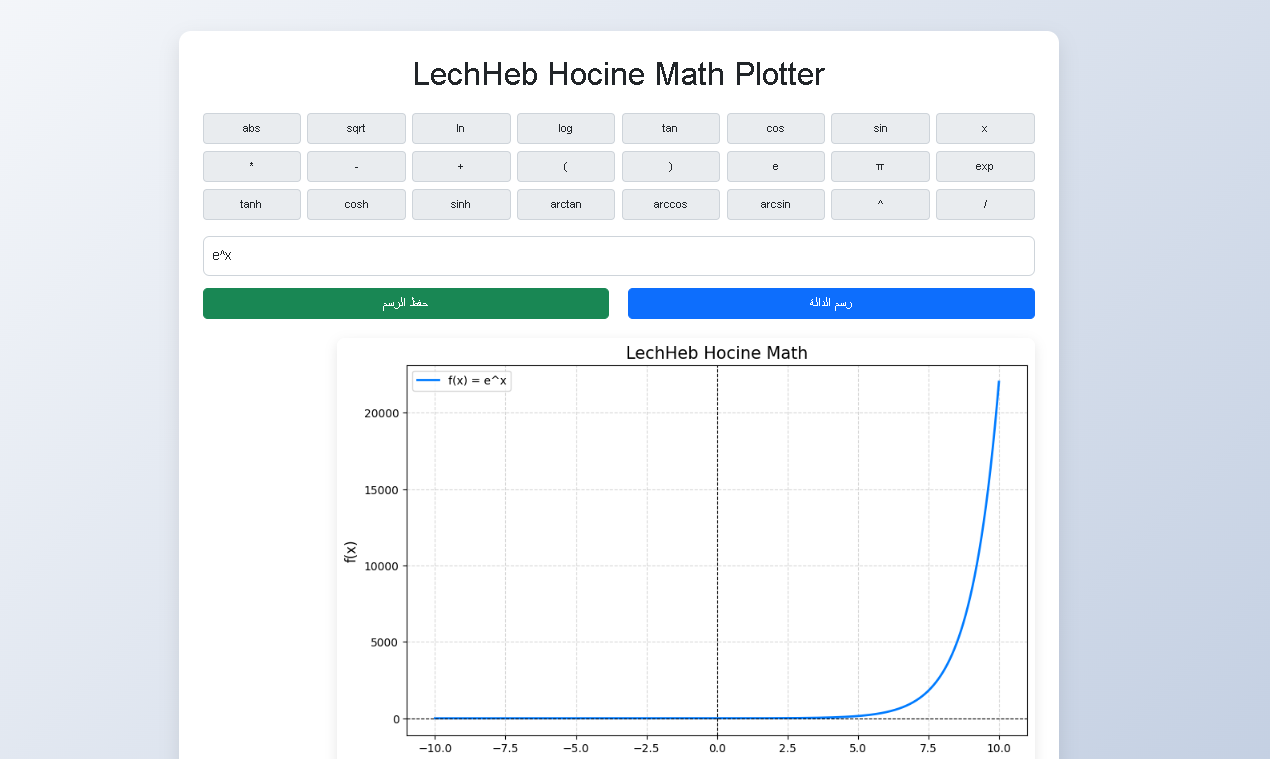 LechHeb Hocine Math Plotter
abs sqrt ln log tan cos sin x
* - + ( ) e π exp
tanh cosh sinh arctan arccos arcsin ^ /
e^x
حفظ الرسم رسم الدالة
LechHeb Hocine Math
f(x) = e^x
20000
15000
10000
5000
0
f(x)
−10.0 −7.5 −5.0 −2.5 0.0 2.5 5.0 7.5 10.0